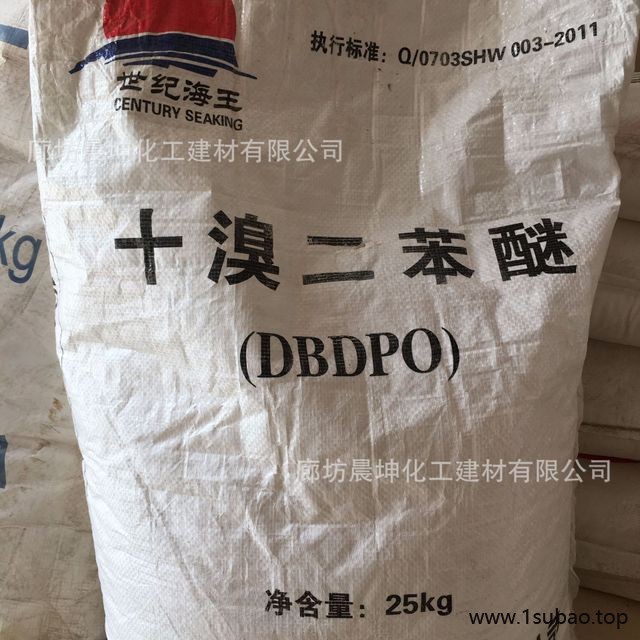 执行标准：Q/0703SHW 003-2011
世纪海王
CENTURY SEAKING
廊坊晨坤化工建材有限公司
kg
十溴二苯醚
(DBDPO)
廊坊晨坤化工建材有限公司
净含量：25kg
www.1subao.top